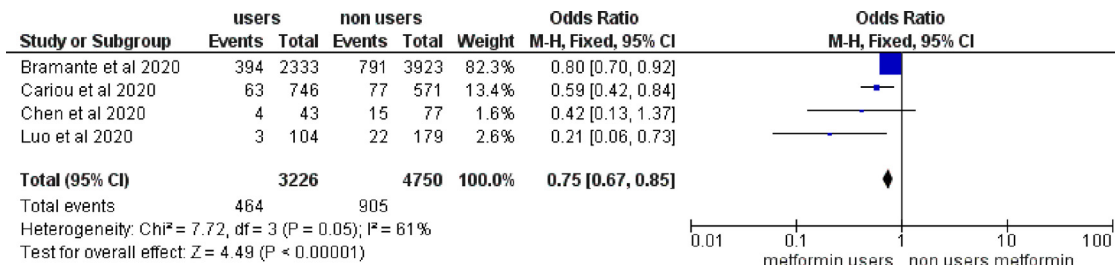 users non users Odds Ratio Odds Ratio
Study or Subgroup Events Total Events Total Weight M-H, Fixed, 95% CI M-H, Fixed, 95% CI
Bramante et al 2020 394 2333 791 3923 82.3% 0.80 [0.70, 0.92]
Cariou et al 2020 63 746 77 571 13.4% 0.59 [0.42, 0.84]
Chen et al 2020 4 43 15 77 1.6% 0.42 [0.13, 1.37]
Luo et al 2020 3 104 22 179 2.6% 0.21 [0.06, 0.73]
Total (95% CI) 3226 4750 100.0% 0.75 [0.67, 0.85]
Total events 464 905
Heterogeneity: Chi² = 7.72, df = 3 (P = 0.05); I² = 61%
Test for overall effect: Z = 4.49 (P < 0.00001)
0.01 0.1 1 10 100
metformin users non users metformin